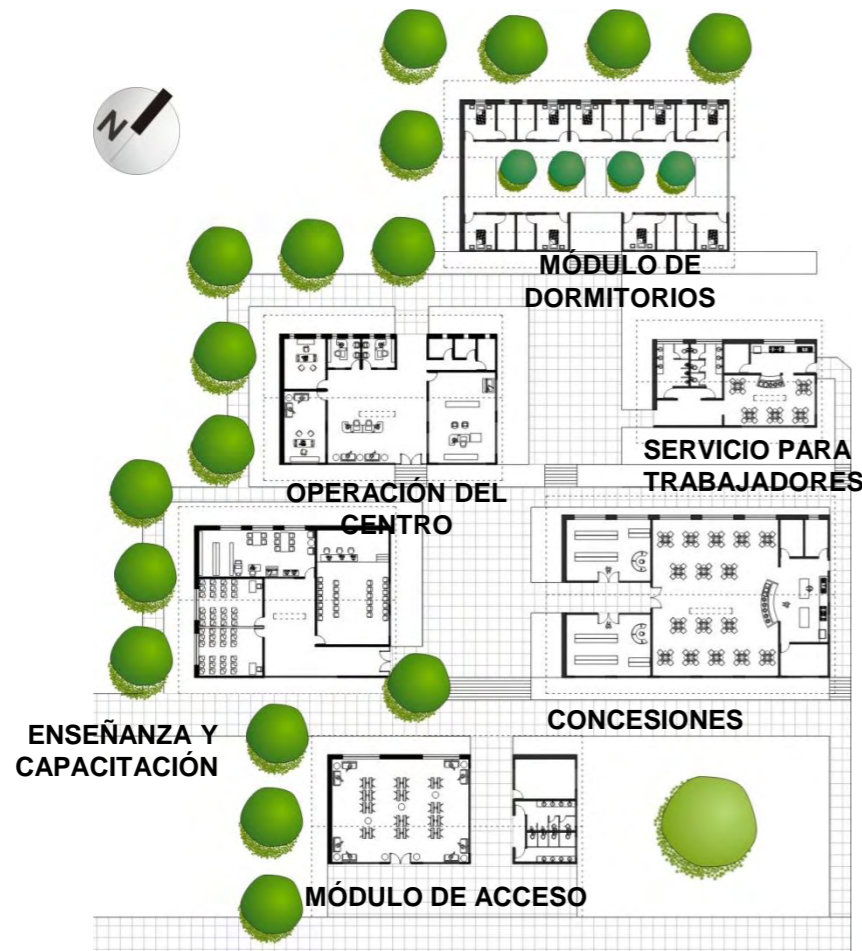 N
MÓDULO DE
DORMITORIOS
SERVICIO PARA
TRABAJADORES
OPERACIÓN DEL
CENTRO
CONCESIONES
ENSEÑANZA Y
CAPACITACIÓN
MÓDULO DE ACCESO